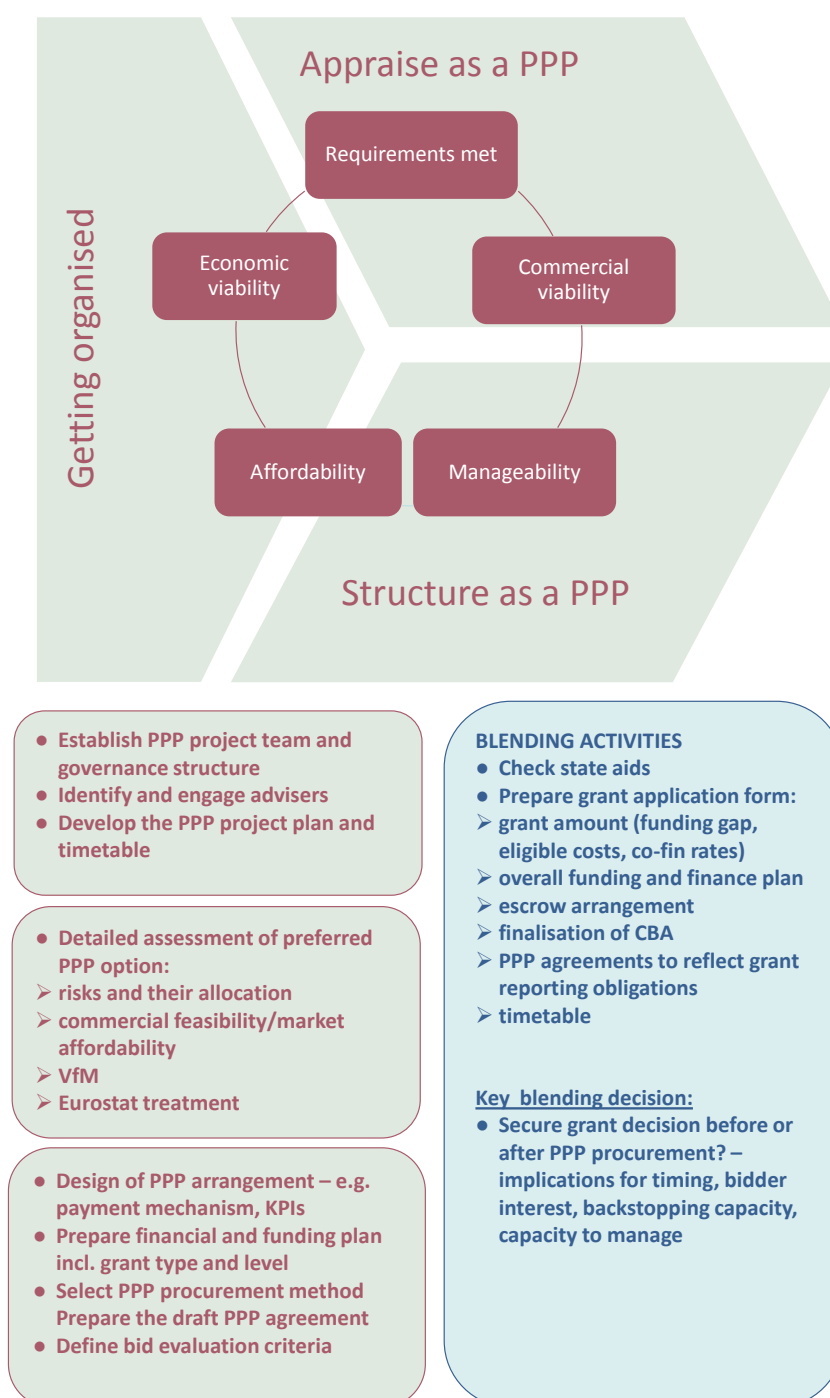 Appraise as a PPP
Requirements met
Economic
viability
Commercial
viability
Getting organised
Affordability
Manageability
Structure as a PPP
● Establish PPP project team and
governance structure
● Identify and engage advisers
● Develop the PPP project plan and
timetable
● Detailed assessment of preferred
PPP option:
➢ risks and their allocation
➢ commercial feasibility/market
affordability
➢ VfM
➢ Eurostat treatment
● Design of PPP arrangement – e.g.
payment mechanism, KPIs
● Prepare financial and funding plan
incl. grant type and level
● Select PPP procurement method
Prepare the draft PPP agreement
● Define bid evaluation criteria
BLENDING ACTIVITIES
● Check state aids
● Prepare grant application form:
➢ grant amount (funding gap,
eligible costs, co-fin rates)
➢ overall funding and finance plan
➢ escrow arrangement
➢ finalisation of CBA
➢ PPP agreements to reflect grant
reporting obligations
➢ timetable
Key blending decision:
● Secure grant decision before or
after PPP procurement? –
implications for timing, bidder
interest, backstopping capacity,
capacity to manage